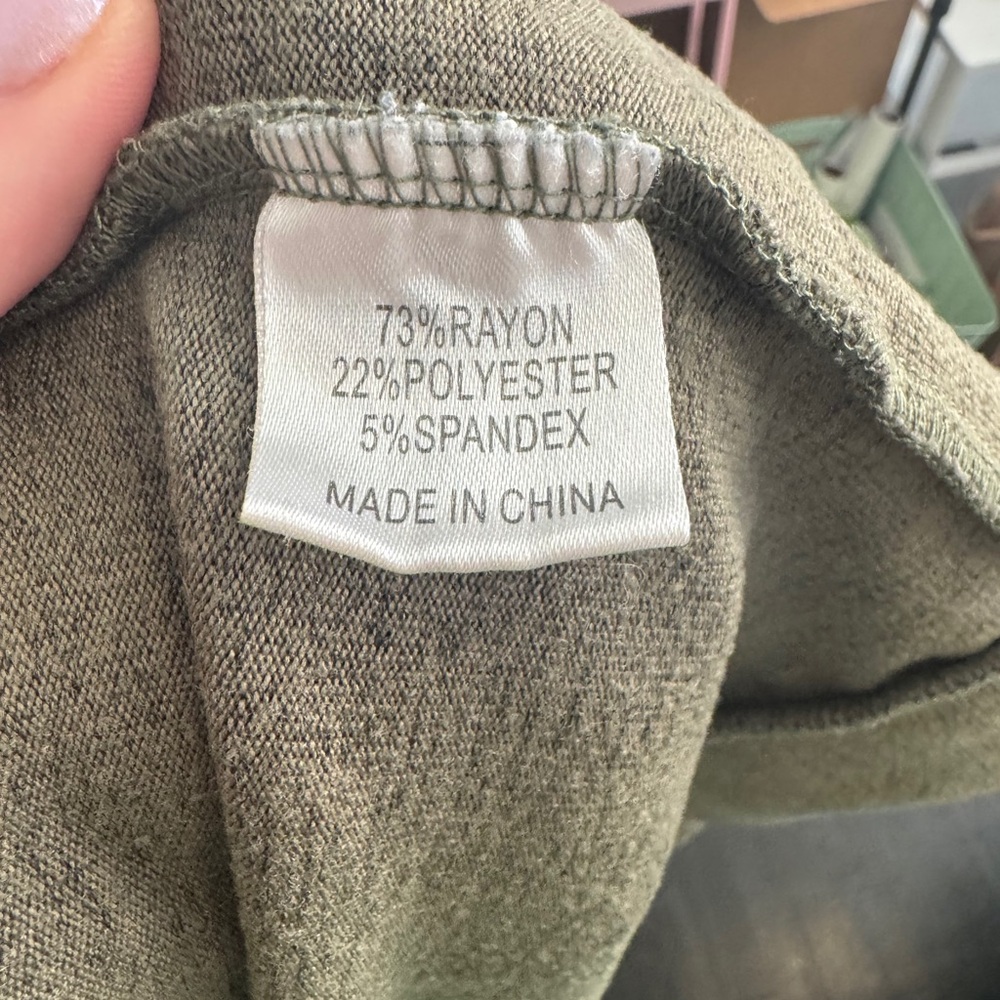 73%RAYON
22%POLYESTER
5%SPANDEX
MADE IN CHINA